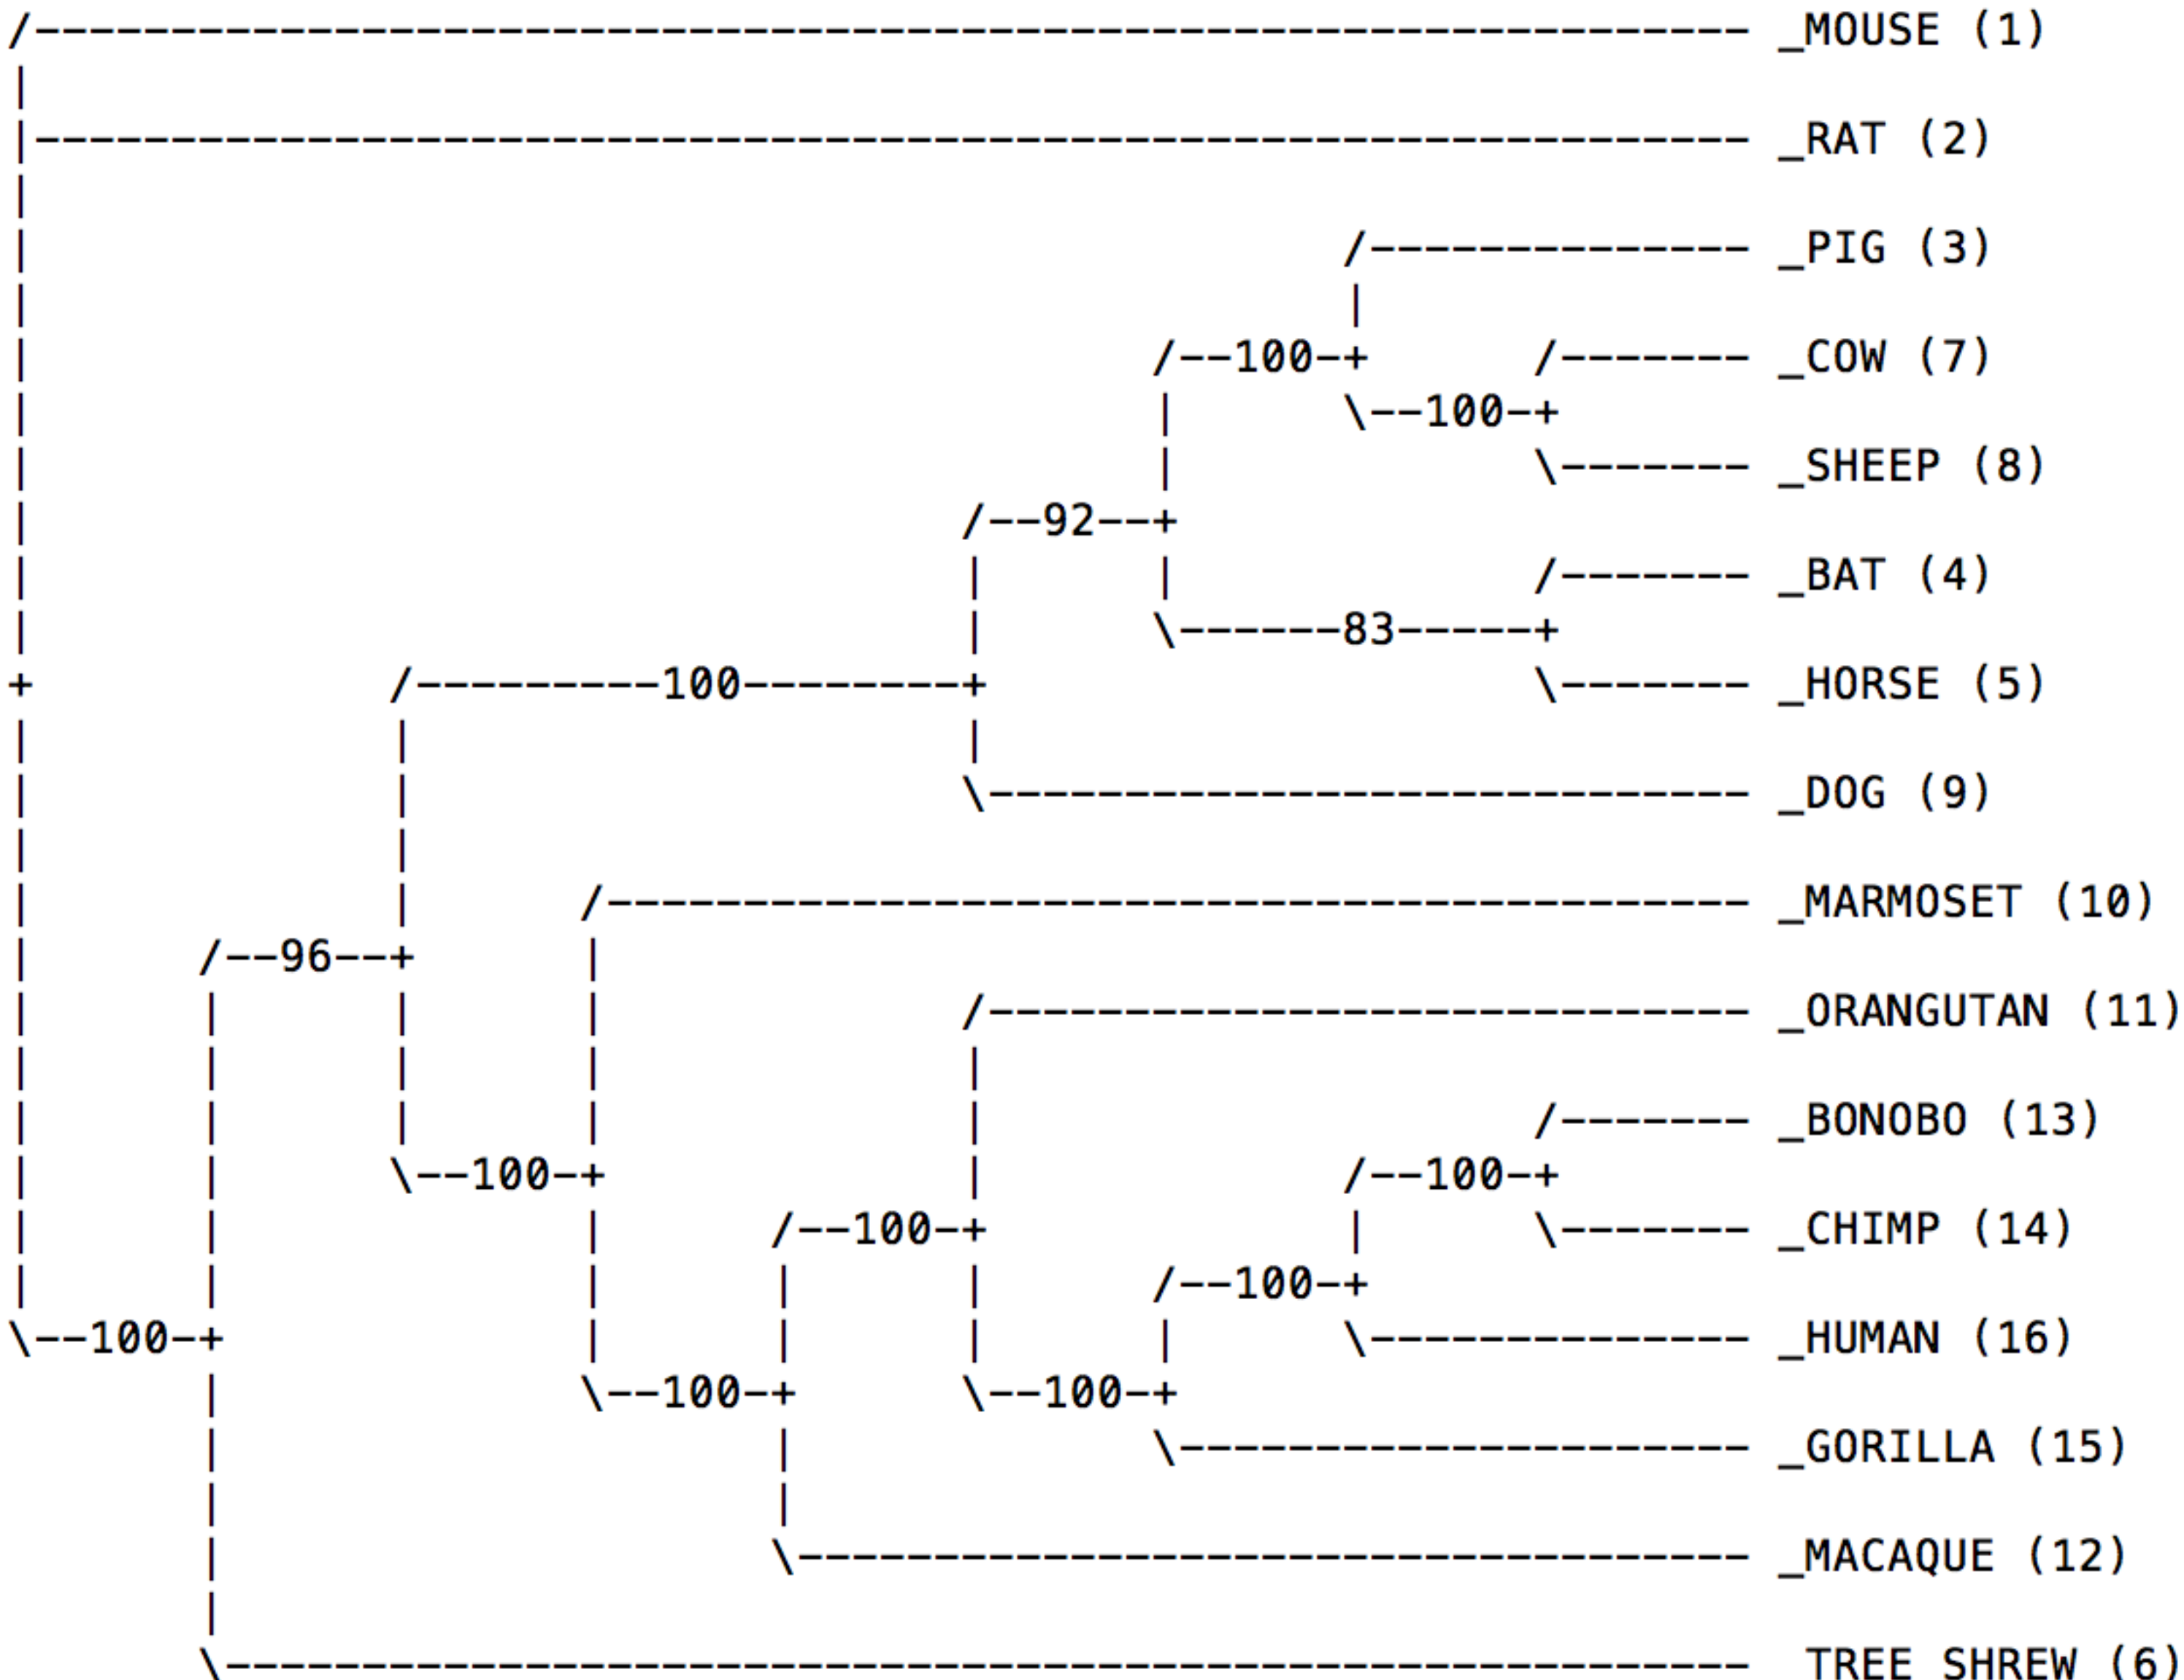 /---------------------------------------------------------------- _MOUSE (1)
|
|---------------------------------------------------------------- _RAT (2)
|
|                                                 /-------------- _PIG (3)
|                                                 |
|                                          /--100-+      /------- _COW (7)
|                                          |      \--100-+
|                                          |             \------- _SHEEP (8)
|                                   /--92--+
|                                   |      |             /------- _BAT (4)
|                                   |      \------83-----+
+              /---------100--------+                    \------- _HORSE (5)
|              |                    |
|              |                    \---------------------------- _DOG (9)
|              |
|              |      /------------------------------------------ _MARMOSET (10)
|       /--96--+      |
|       |      |      |             /---------------------------- _ORANGUTAN (11)
|       |      |      |             |
|       |      |      |             |                    /------- _BONOBO (13)
|       |      \--100-+             |             /--100-+
|       |             |      /--100-+             |      \------- _CHIMP (14)
|       |             |      |      |      /--100-+
\--100-+              |      |      |      |      \-------------- _HUMAN (16)
        |             \--100-+      \--100-+
        |                    |             \--------------------- _GORILLA (15)
        |                    |
        |                    \----------------------------------- _MACAQUE (12)
        |
        \-------------------------------------------------------- _TREE SHREW (6)